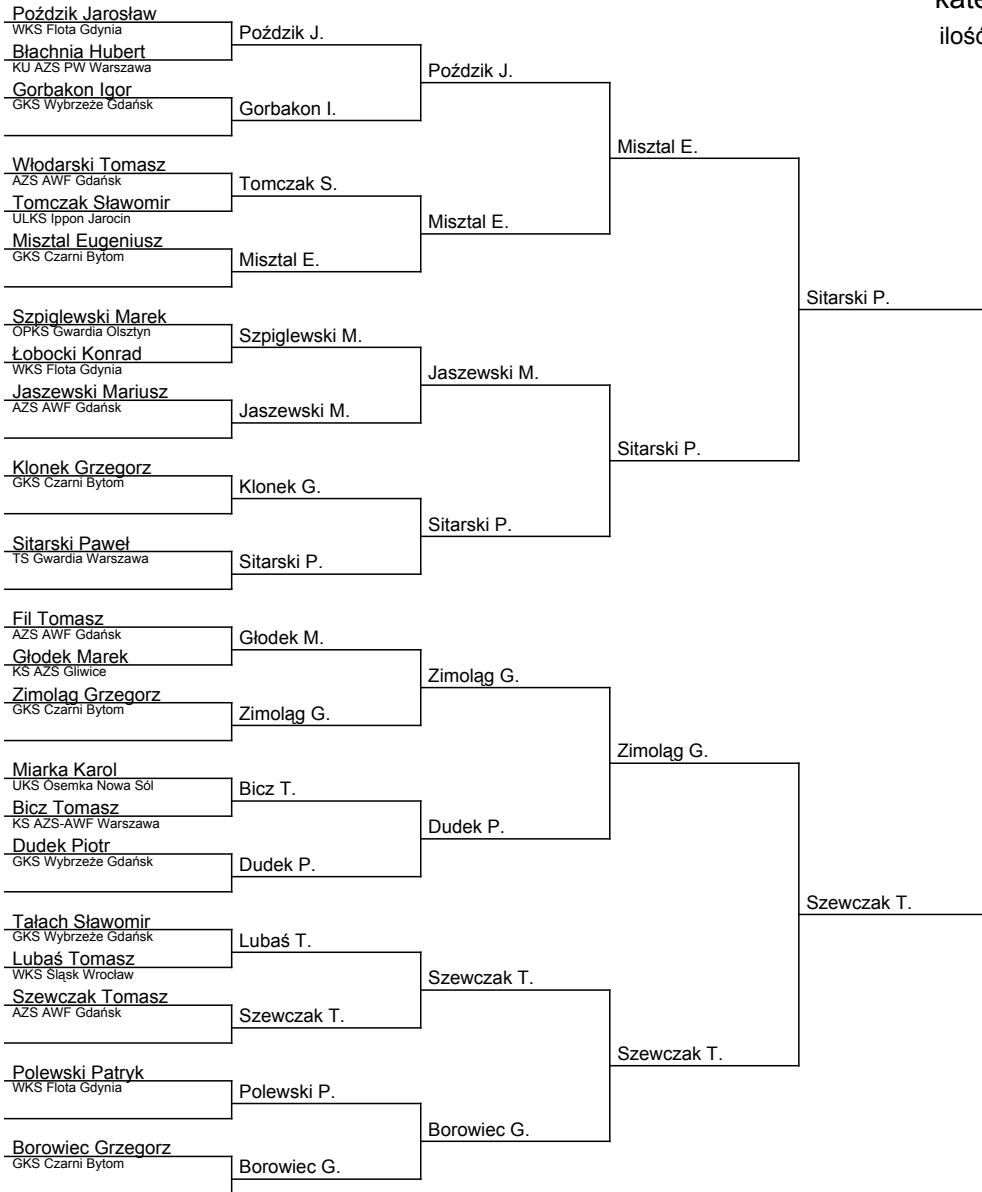 kate
ilość
Poździk Jarosław
WKS Flota Gdynia
Poździk J.
Błachnia Hubert
KU AZS PW Warszawa
Poździk J.
Gorbakon Igor
GKS Wybrzeże Gdańsk
Gorbakon I.
Misztal E.
Włodarski Tomasz
AZS AWF Gdańsk
Tomczak S.
Tomczak Sławomir
ULKS Ippon Jarocin
Misztal E.
Misztal Eugeniusz
GKS Czarni Bytom
Misztal E.
Sitarski P.
Szpiglewski Marek
OPKS Gwardia Olsztyn
Szpiglewski M.
Łobocki Konrad
WKS Flota Gdynia
Jaszewski M.
Jaszewski Mariusz
AZS AWF Gdańsk
Jaszewski M.
Sitarski P.
Klonek Grzegorz
GKS Czarni Bytom
Klonek G.
Sitarski P.
Sitarski Paweł
TS Gwardia Warszawa
Sitarski P.
Fil Tomasz
AZS AWF Gdańsk
Głodek M.
Głodek Marek
KS AZS Gliwice
Zimoląg G.
Zimoląg Grzegorz
GKS Czarni Bytom
Zimoląg G.
Zimoląg G.
Miarka Karol
UKS Ósemka Nowa Sól
Bicz T.
Bicz Tomasz
KS AZS-AWF Warszawa
Dudek P.
Dudek Piotr
GKS Wybrzeże Gdańsk
Dudek P.
Szewczak T.
Tałach Sławomir
GKS Wybrzeże Gdańsk
Lubaś T.
Lubaś Tomasz
WKS Śląsk Wrocław
Szewczak T.
Szewczak Tomasz
AZS AWF Gdańsk
Szewczak T.
Szewczak T.
Polewski Patryk
WKS Flota Gdynia
Polewski P.
Borowiec G.
Borowiec Grzegorz
GKS Czarni Bytom
Borowiec G.